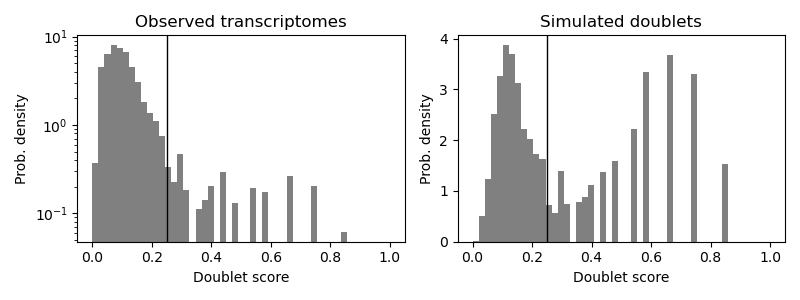 Observed transcriptomes
Prob. density
10¹
10⁰
10⁻¹
0.0 0.2 0.4 0.6 0.8 1.0
Doublet score
Simulated doublets
Prob. density
4
3
2
1
0
0.0 0.2 0.4 0.6 0.8 1.0
Doublet score